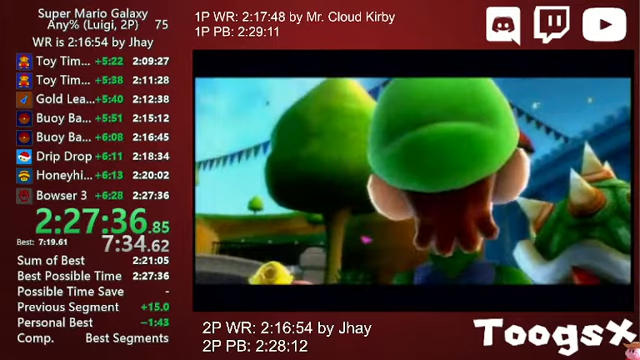 Super Mario Galaxy
Any% (Luigi, 2P) 75
WR is 2:16:54 by Jhay
Toy Tim... +5:22 2:09:27
Toy Tim... +5:38 2:11:28
Gold Lea... +5:40 2:12:38
Buoy Ba... +5:51 2:15:12
Buoy Ba... +6:08 2:16:45
Drip Drop +6:11 2:18:34
Honeyhi... +6:13 2:20:02
Bowser 3 +6:28 2:27:36
2:27:36.85
Best: 7:19.61 7:34.62
Sum of Best 2:21:05
Best Possible Time 2:27:36
Possible Time Save -
Previous Segment +15.0
Personal Best -1:43
Comp. Best Segments
1P WR: 2:17:48 by Mr. Cloud Kirby
1P PB: 2:29:11
2P WR: 2:16:54 by Jhay
2P PB: 2:28:12
ToogsX